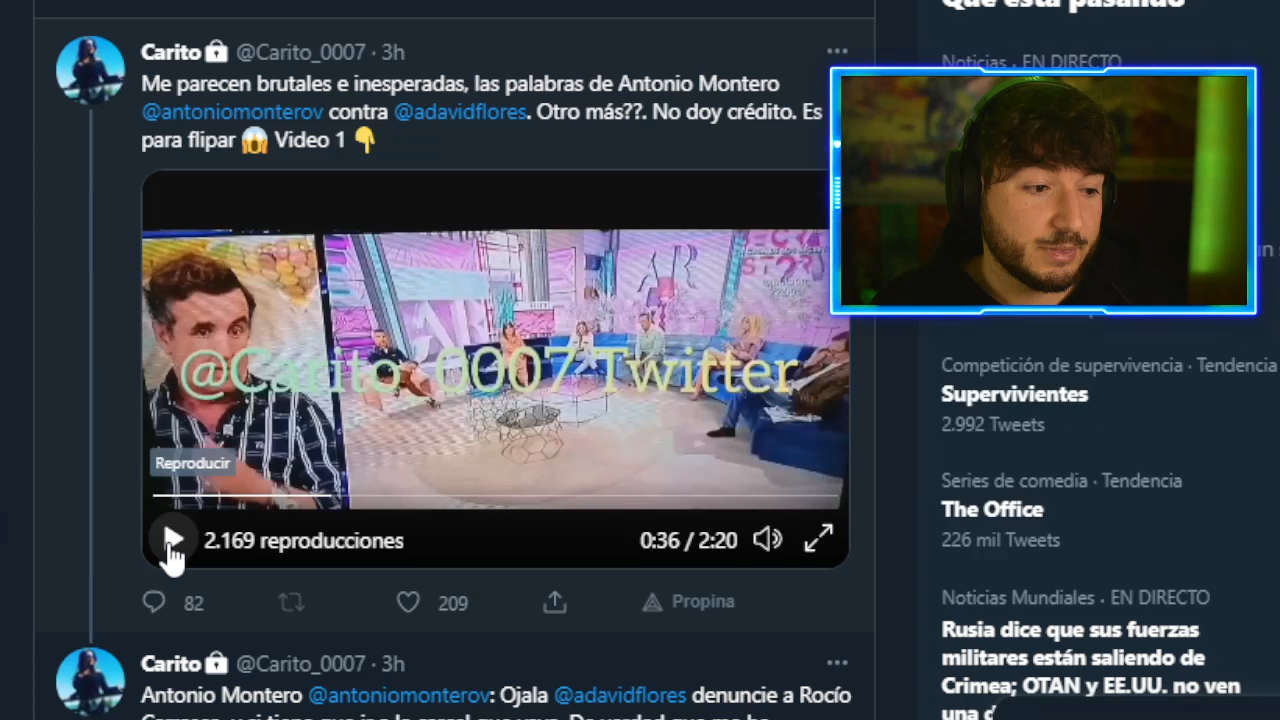 Qué está pasando
Carito @Carito_0007 · 3h
Me parecen brutales e inesperadas, las palabras de Antonio Montero
@antoniomonterov contra @adavidflores. Otro más??. No doy crédito. Es
para flipar 😱 Video 1 👇
AR
@Carito_0007 Twitter
Reproducir
2.169 reproducciones
0:36 / 2:20
82
209
Propina
Carito @Carito_0007 · 3h
Antonio Montero @antoniomonterov: Ojala @adavidflores denuncie a Rocío
Noticias · EN DIRECTO
Competición de supervivencia · Tendencia
Supervivientes
2.992 Tweets
Series de comedia · Tendencia
The Office
226 mil Tweets
Noticias Mundiales · EN DIRECTO
Rusia dice que sus fuerzas
militares están saliendo de
Crimea; OTAN y EE.UU. no ven
una